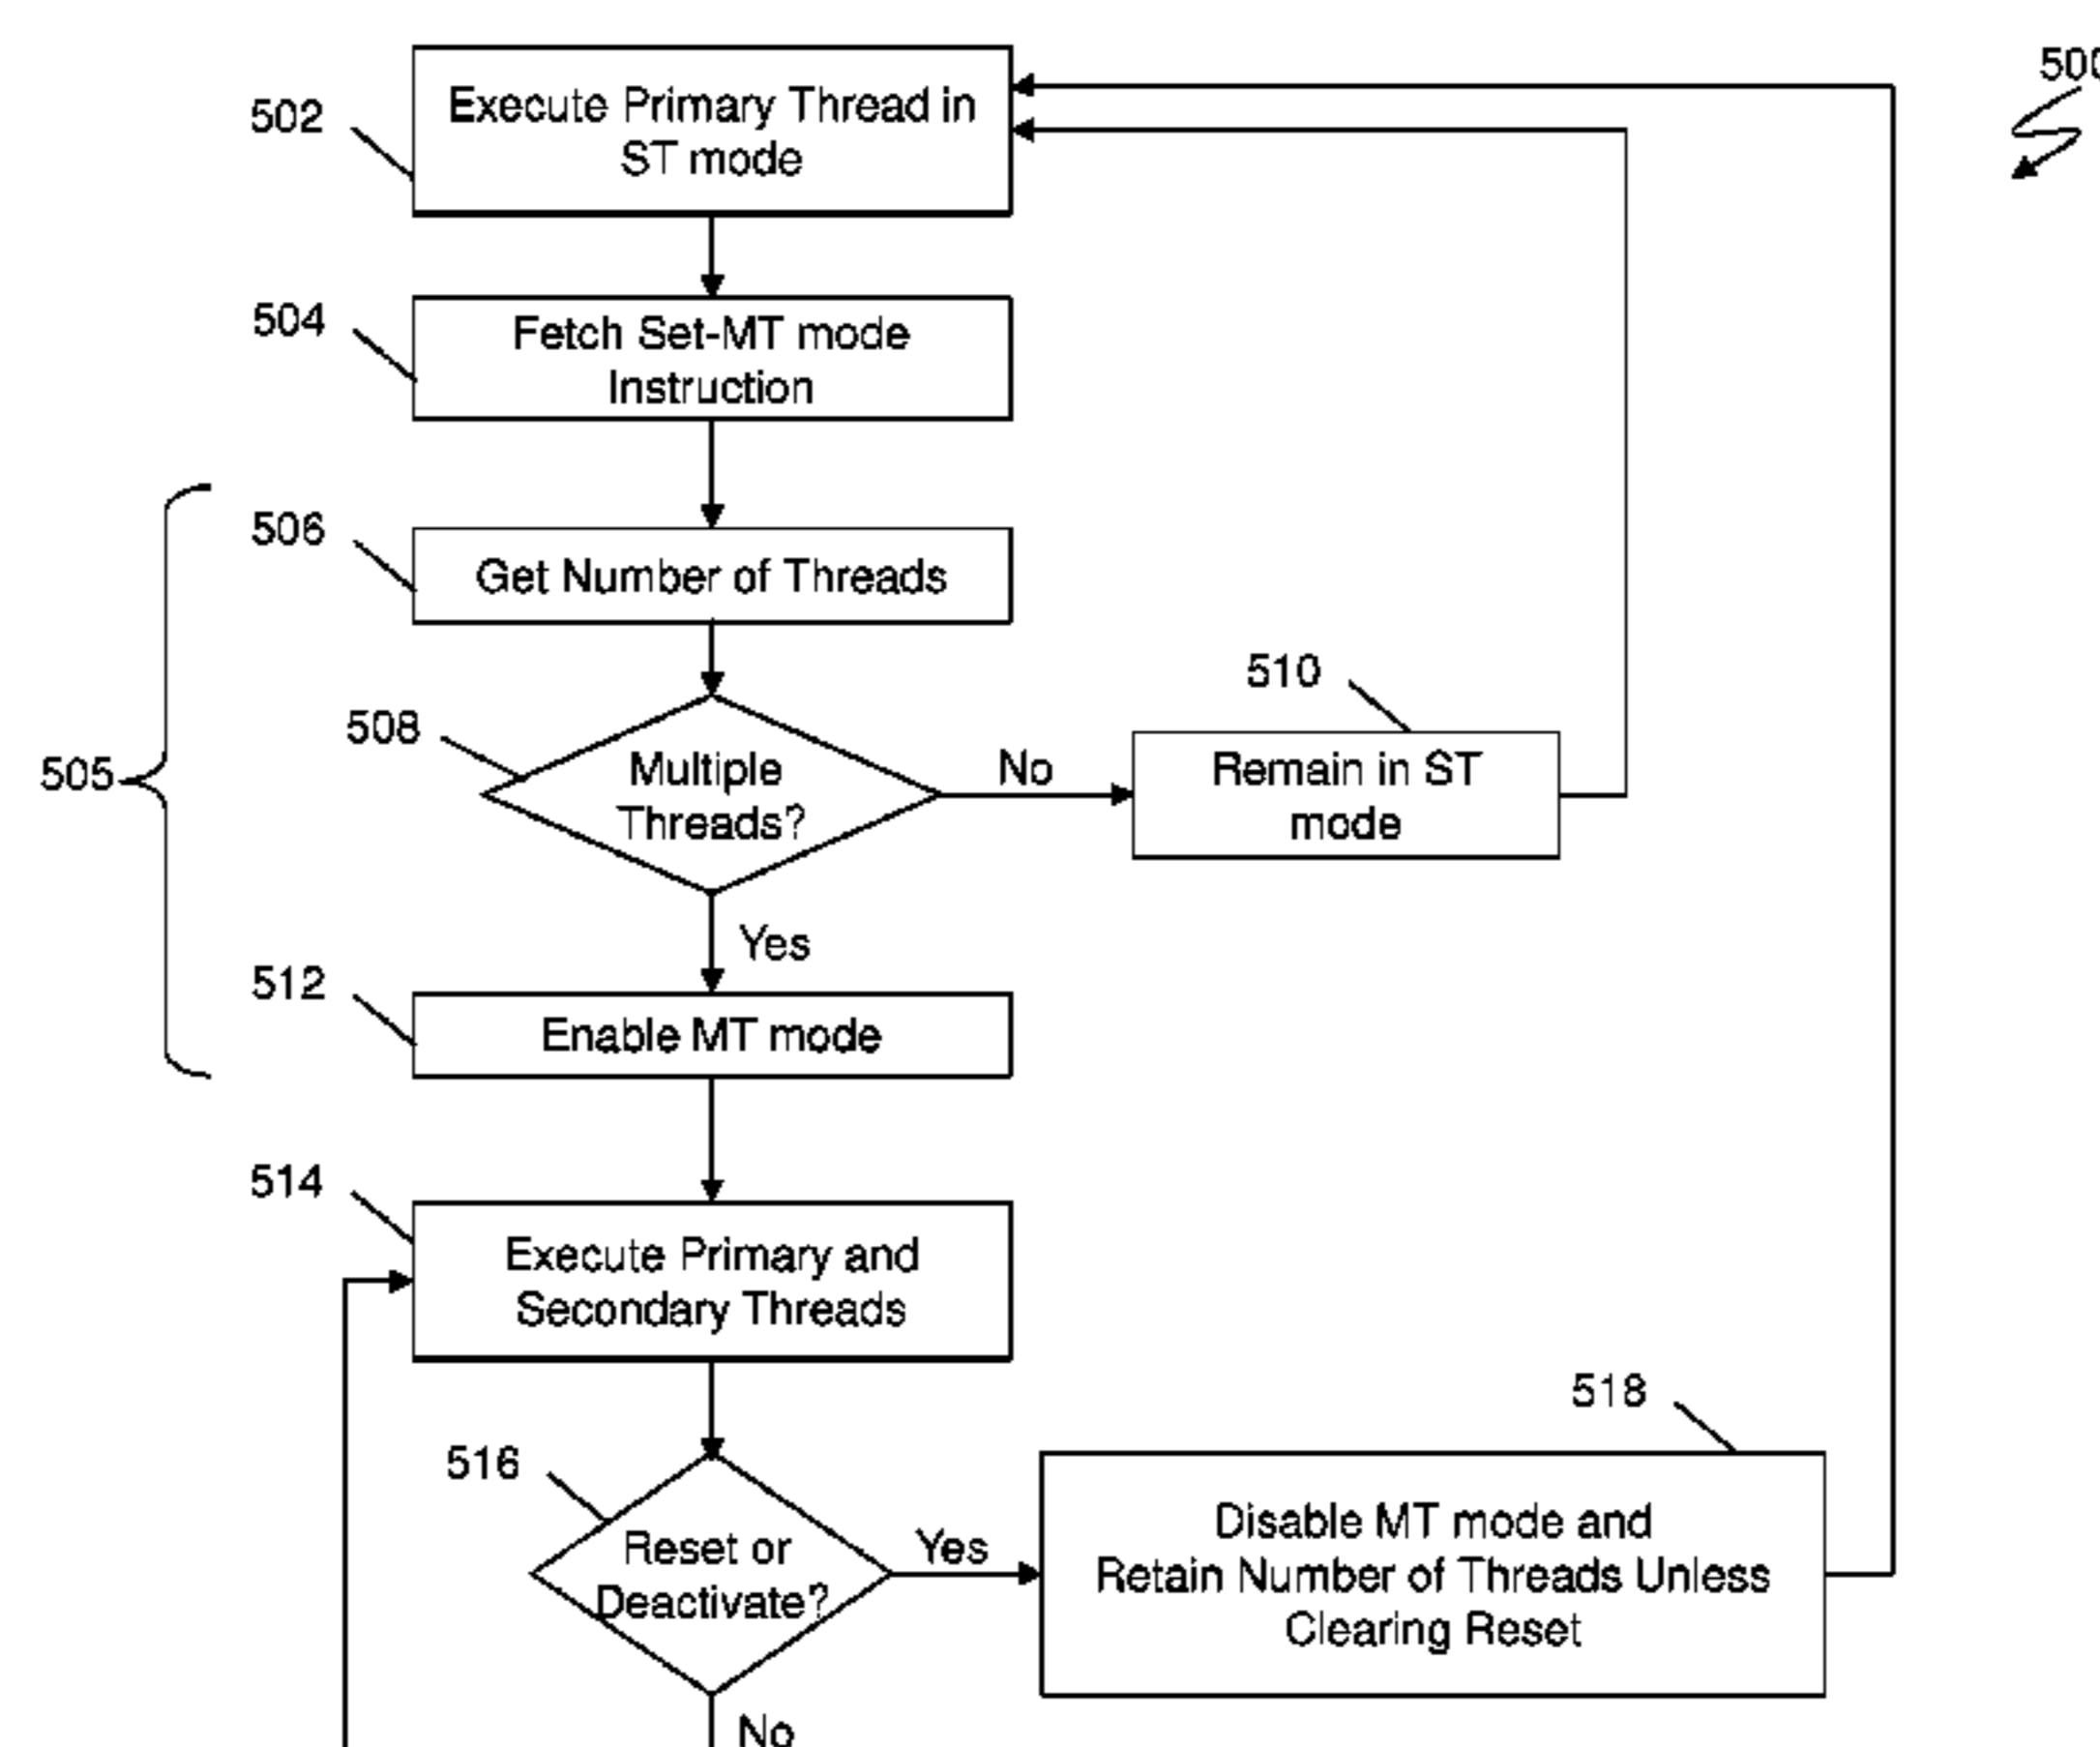 500
502
Execute Primary Thread in
ST mode
504
Fetch Set-MT mode
Instruction
505
506
Get Number of Threads
508
Multiple
Threads?
No
510
Remain in ST
mode
Yes
512
Enable MT mode
514
Execute Primary and
Secondary Threads
516
Reset or
Deactivate?
Yes
518
Disable MT mode and
Retain Number of Threads Unless
Clearing Reset
No